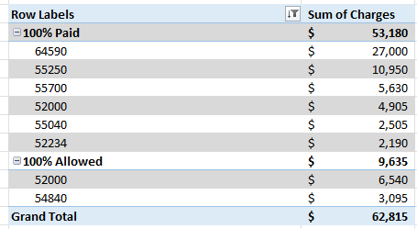 Row Labels Sum of Charges
100% Paid $ 53,180
64590 $ 27,000
55250 $ 10,950
55700 $ 5,630
52000 $ 4,905
55040 $ 2,505
52234 $ 2,190
100% Allowed $ 9,635
52000 $ 6,540
54840 $ 3,095
Grand Total $ 62,815